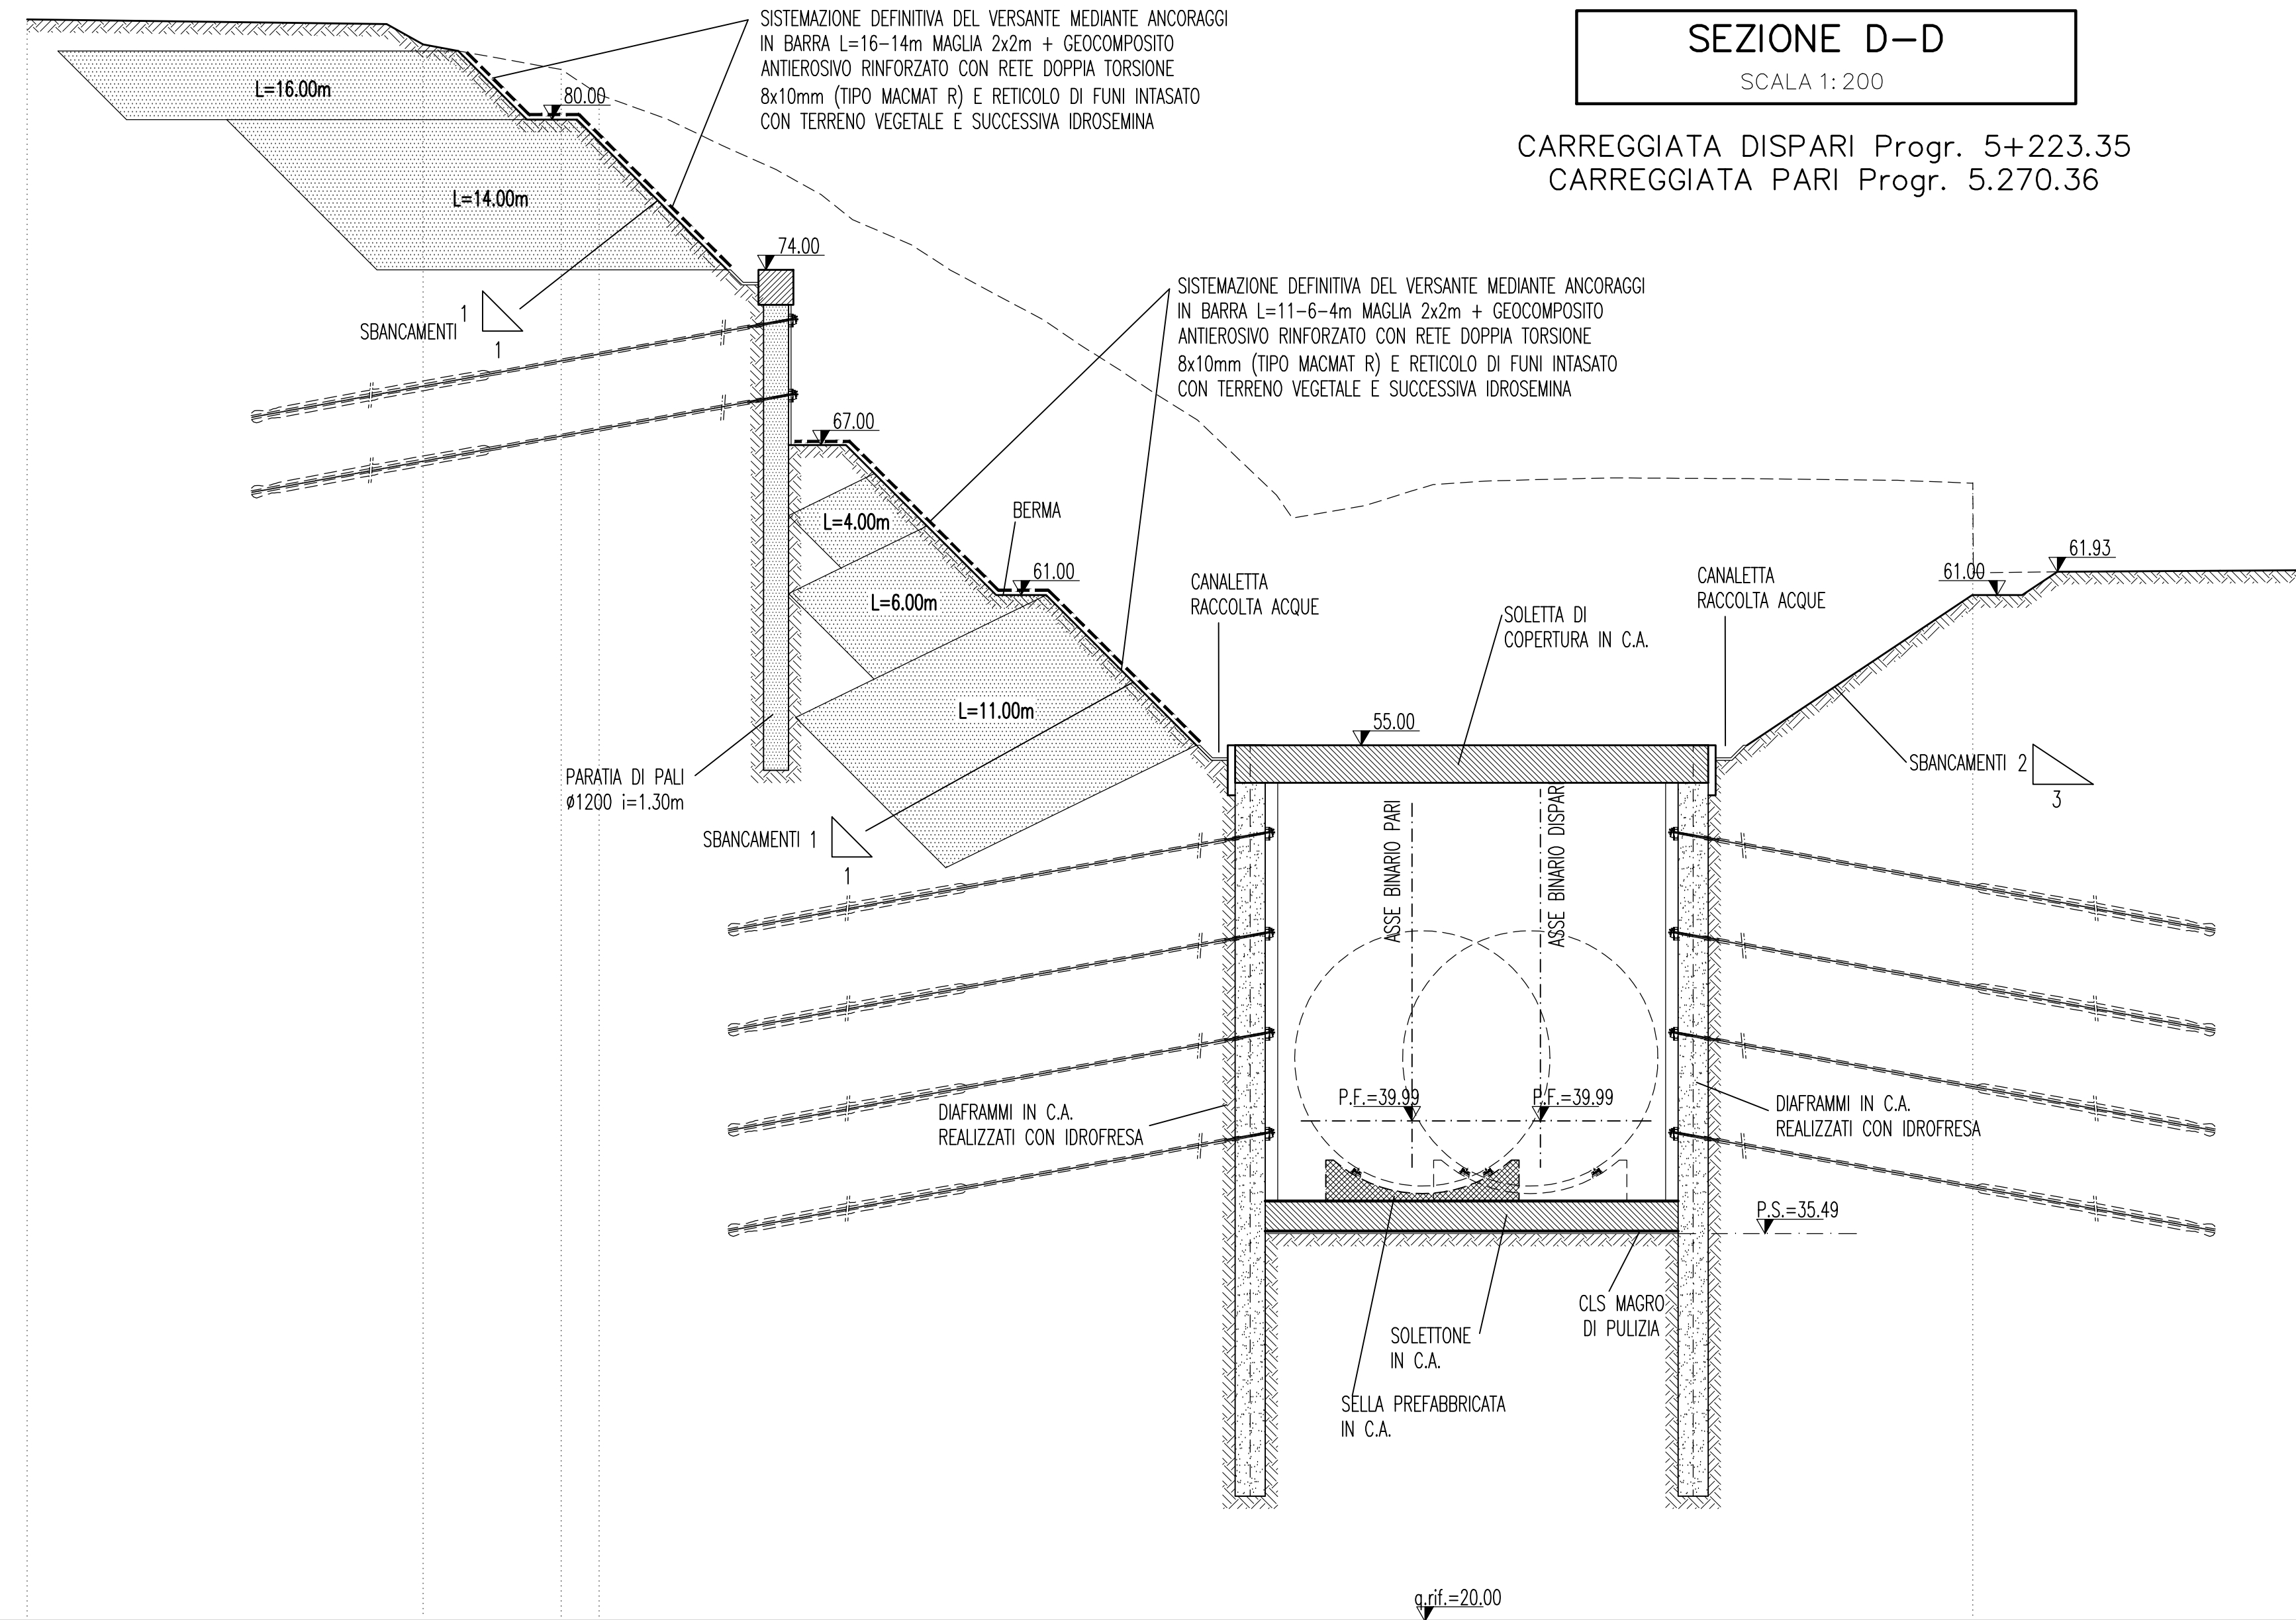 SISTEMAZIONE DEFINITIVA DEL VERSANTE MEDIANTE ANCORAGGI
IN BARRA L=16-14m MAGLIA 2x2m + GEOCOMPOSITO
ANTIEROSIVO RINFORZATO CON RETE DOPPIA TORSIONE
8x10mm (TIPO MACMAT R) E RETICOLO DI FUNI INTASATO
CON TERRENO VEGETALE E SUCCESSIVA IDROSEMINA
SEZIONE D-D
SCALA 1:200
CARREGGIATA DISPARI Progr. 5+223.35
CARREGGIATA PARI Progr. 5.270.36
L=16.00m
80.00
L=14.00m
74.00
SBANCAMENTI
1
1
SISTEMAZIONE DEFINITIVA DEL VERSANTE MEDIANTE ANCORAGGI
IN BARRA L=11-6-4m MAGLIA 2x2m + GEOCOMPOSITO
ANTIEROSIVO RINFORZATO CON RETE DOPPIA TORSIONE
8x10mm (TIPO MACMAT R) E RETICOLO DI FUNI INTASATO
CON TERRENO VEGETALE E SUCCESSIVA IDROSEMINA
67.00
L=4.00m
BERMA
61.00
L=6.00m
L=11.00m
CANALETTA
RACCOLTA ACQUE
SOLETTA DI
COPERTURA IN C.A.
CANALETTA
RACCOLTA ACQUE
61.00
61.93
55.00
SBANCAMENTI 2
3
PARATIA DI PALI
ø1200 i=1.30m
SBANCAMENTI 1
1
ASSE BINARIO PARI
ASSE BINARIO DISPARI
P.F.=39.99
P.F.=39.99
DIAFRAMMI IN C.A.
REALIZZATI CON IDROFRESA
DIAFRAMMI IN C.A.
REALIZZATI CON IDROFRESA
P.S.=35.49
CLS MAGRO
DI PULIZIA
SOLETTONE
IN C.A.
SELLA PREFABBRICATA
IN C.A.
q.rif.=20.00